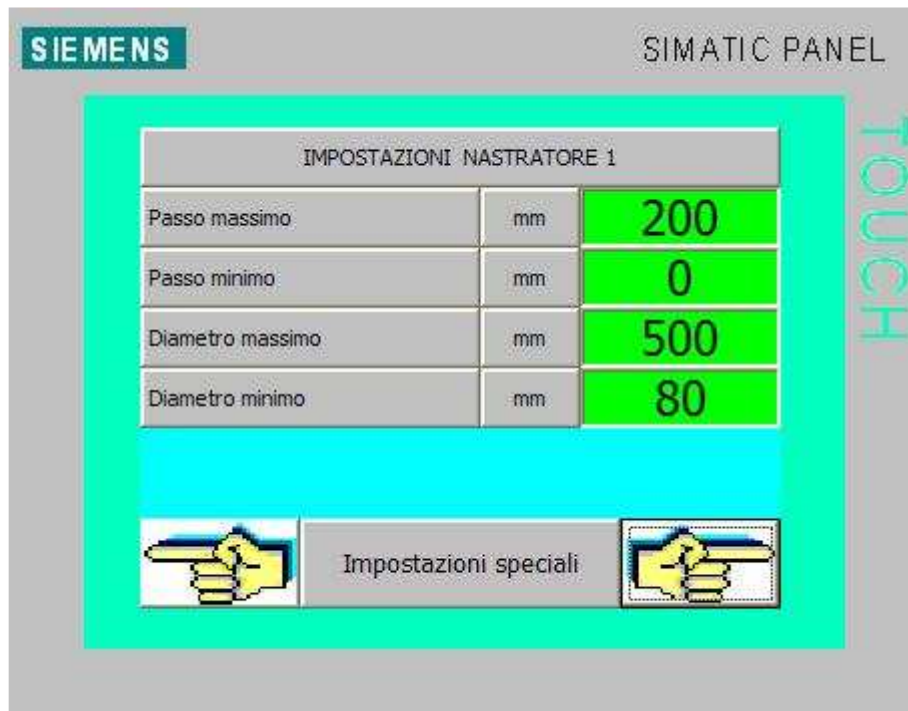 SIEMENS
SIMATIC PANEL
TOUCH
IMPOSTAZIONI NASTRATORE 1
Passo massimo mm 200
Passo minimo mm 0
Diametro massimo mm 500
Diametro minimo mm 80
Impostazioni speciali